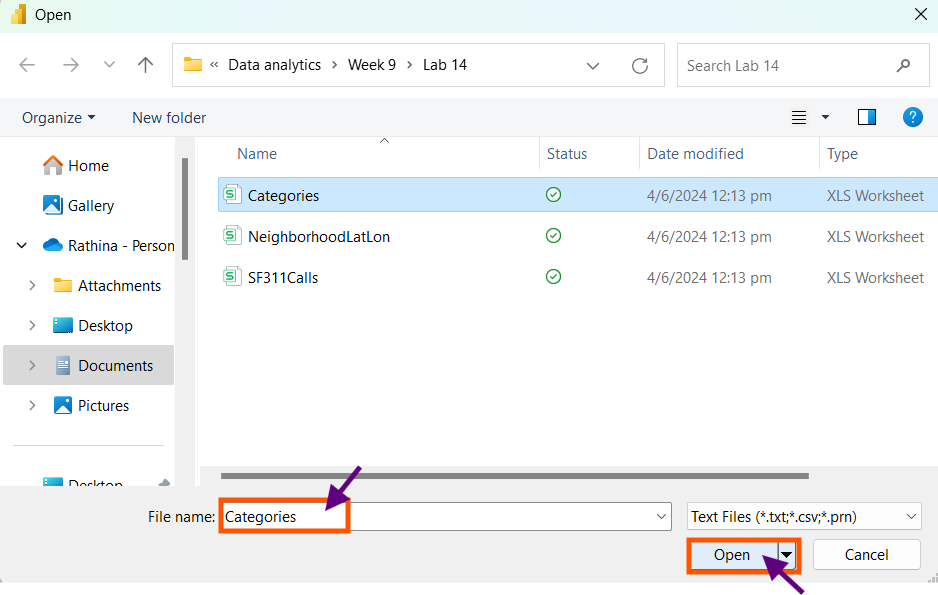 Open
« Data analytics > Week 9 > Lab 14
Search Lab 14
Organize
New folder
?
Name Status Date modified Type
Home
Gallery
Rathina - Person
Attachments
Desktop
Documents
Pictures
Desktop
Categories 4/6/2024 12:13 pm XLS Worksheet
NeighborhoodLatLon 4/6/2024 12:13 pm XLS Worksheet
SF311Calls 4/6/2024 12:13 pm XLS Worksheet
File name: Categories
Text Files (*.txt;*.csv;*.prn)
Open
Cancel